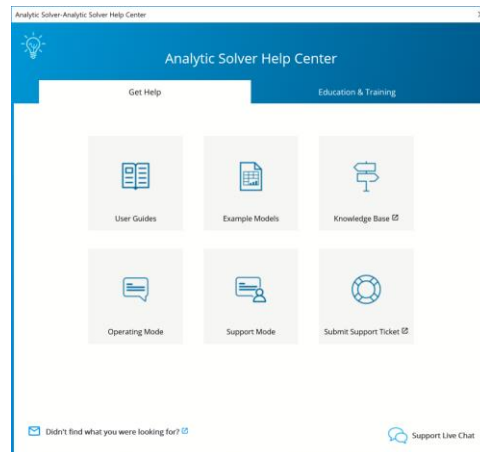 Analytic Solver-Analytic Solver Help Center
Analytic Solver Help Center
Get Help
Education & Training
User Guides
Example Models
Knowledge Base
Operating Mode
Support Mode
Submit Support Ticket
Didn't find what you were looking for?
Support Live Chat